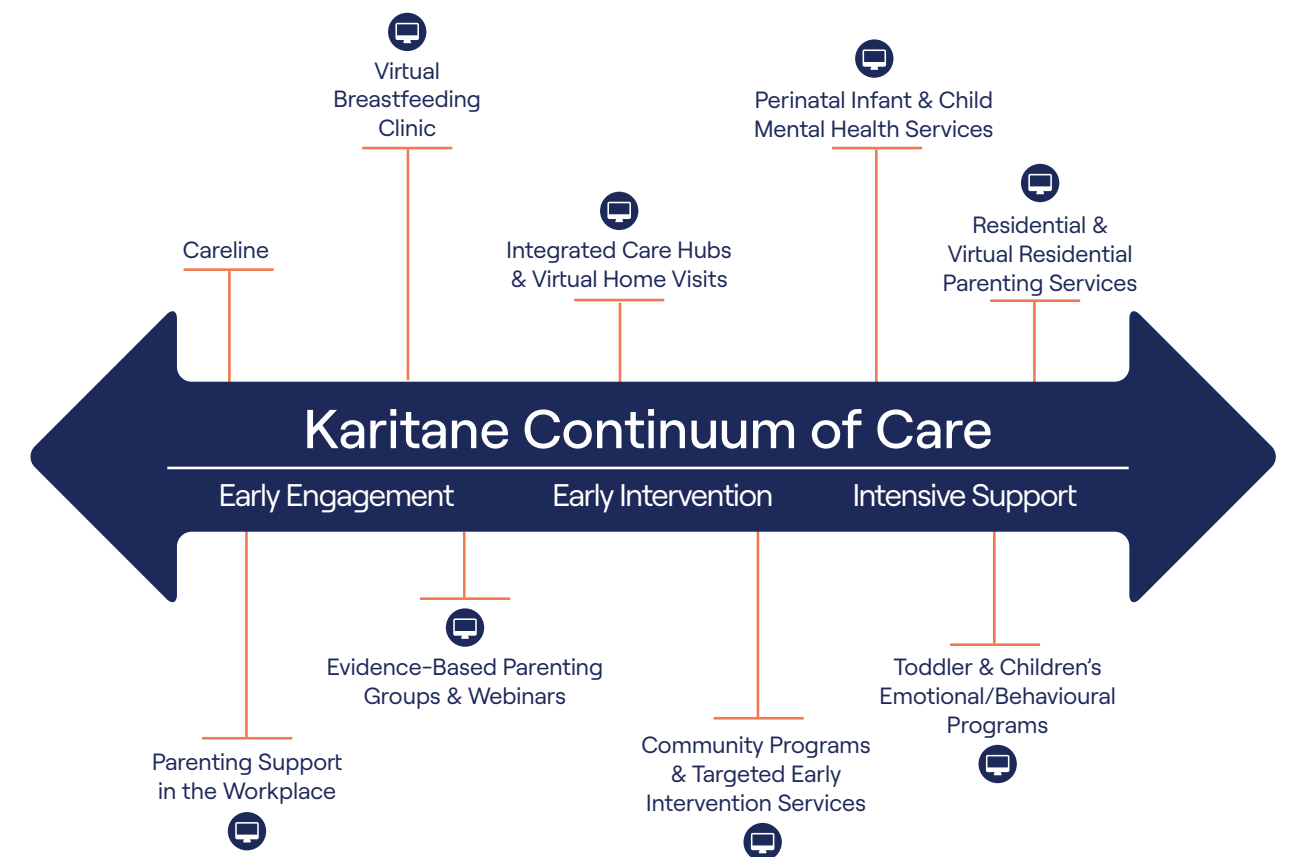 Virtual
Breastfeeding
Clinic
Perinatal Infant & Child
Mental Health Services
Careline
Integrated Care Hubs
& Virtual Home Visits
Residential &
Virtual Residential
Parenting Services
Karitane Continuum of Care
Early Engagement
Early Intervention
Intensive Support
Evidence-Based Parenting
Groups & Webinars
Toddler & Children's
Emotional/Behavioural
Programs
Parenting Support
in the Workplace
Community Programs
& Targeted Early
Intervention Services